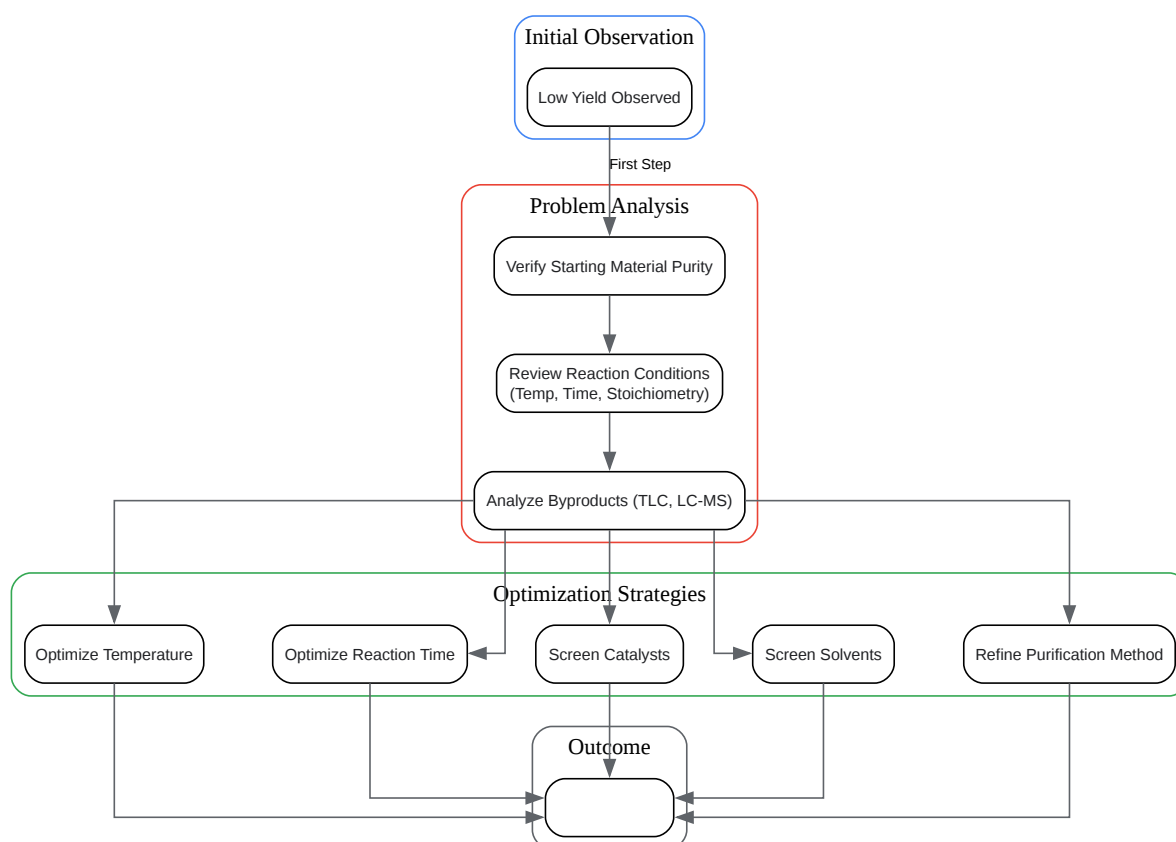 Initial Observation
Low Yield Observed
First Step
Problem Analysis
Verify Starting Material Purity
Review Reaction Conditions
(Temp, Time, Stoichiometry)
Analyze Byproducts (TLC, LC-MS)
Optimization Strategies
Optimize Temperature
Optimize Reaction Time
Screen Catalysts
Screen Solvents
Refine Purification Method
Outcome